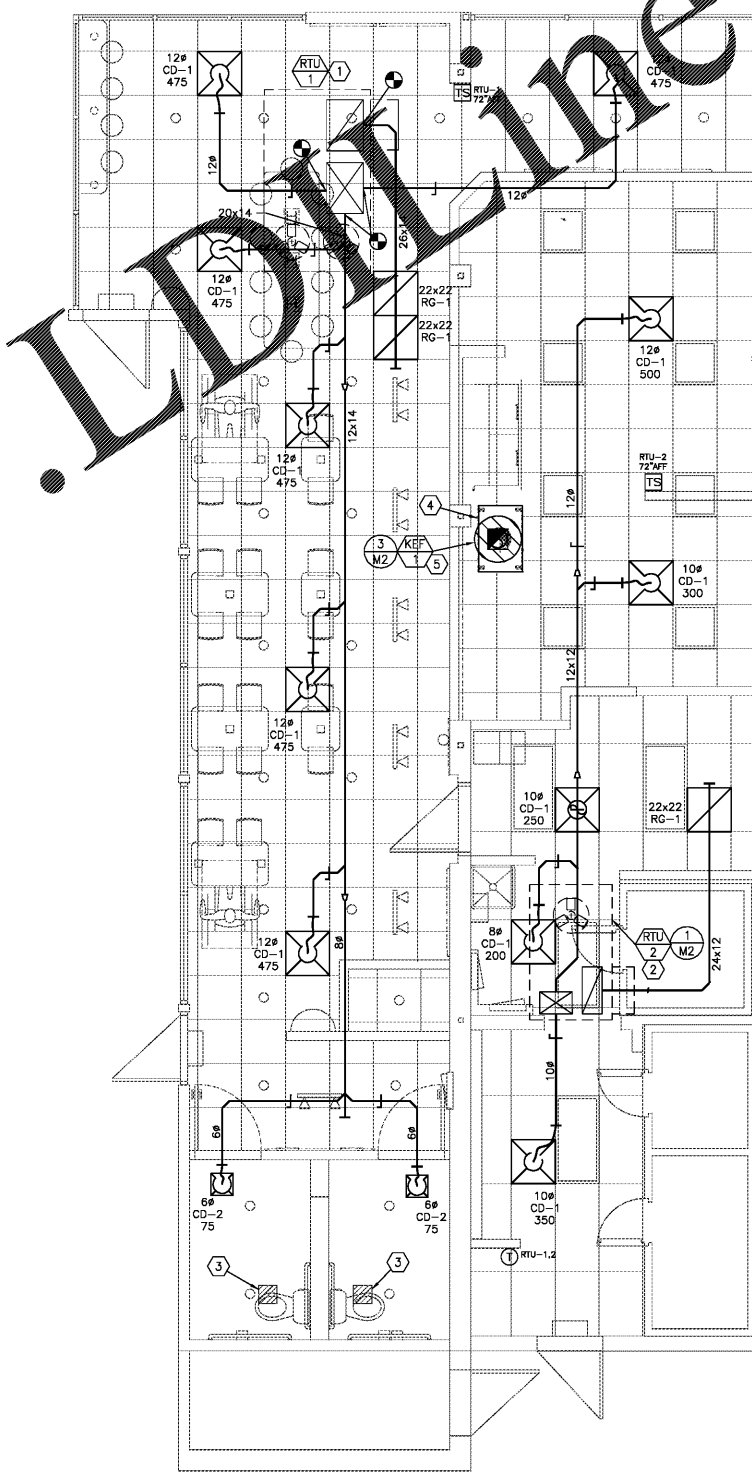 .LDILine
12ø
CD-1
475
RTU
1
1
TS
RTU-1
72"AFF
CD-1
475
12ø
12ø
20x14
26x1
12ø
CD-1
475
22x22
RG-1
22x22
RG-1
12ø
CD-1
500
12x14
12ø
CD-1
475
RTU-2
72"AFF
TS
12ø
4
3
M2
KEF
1
5
10ø
CD-1
300
12x12
12ø
CD-1
475
10ø
CD-1
250
22x22
RG-1
12ø
CD-1
475
8ø
8ø
CD-1
200
RTU
2
1
M2
2
24x12
10ø
6ø
6ø
6ø
CD-2
75
6ø
CD-2
75
10ø
CD-1
350
T
RTU-1,2
3
3